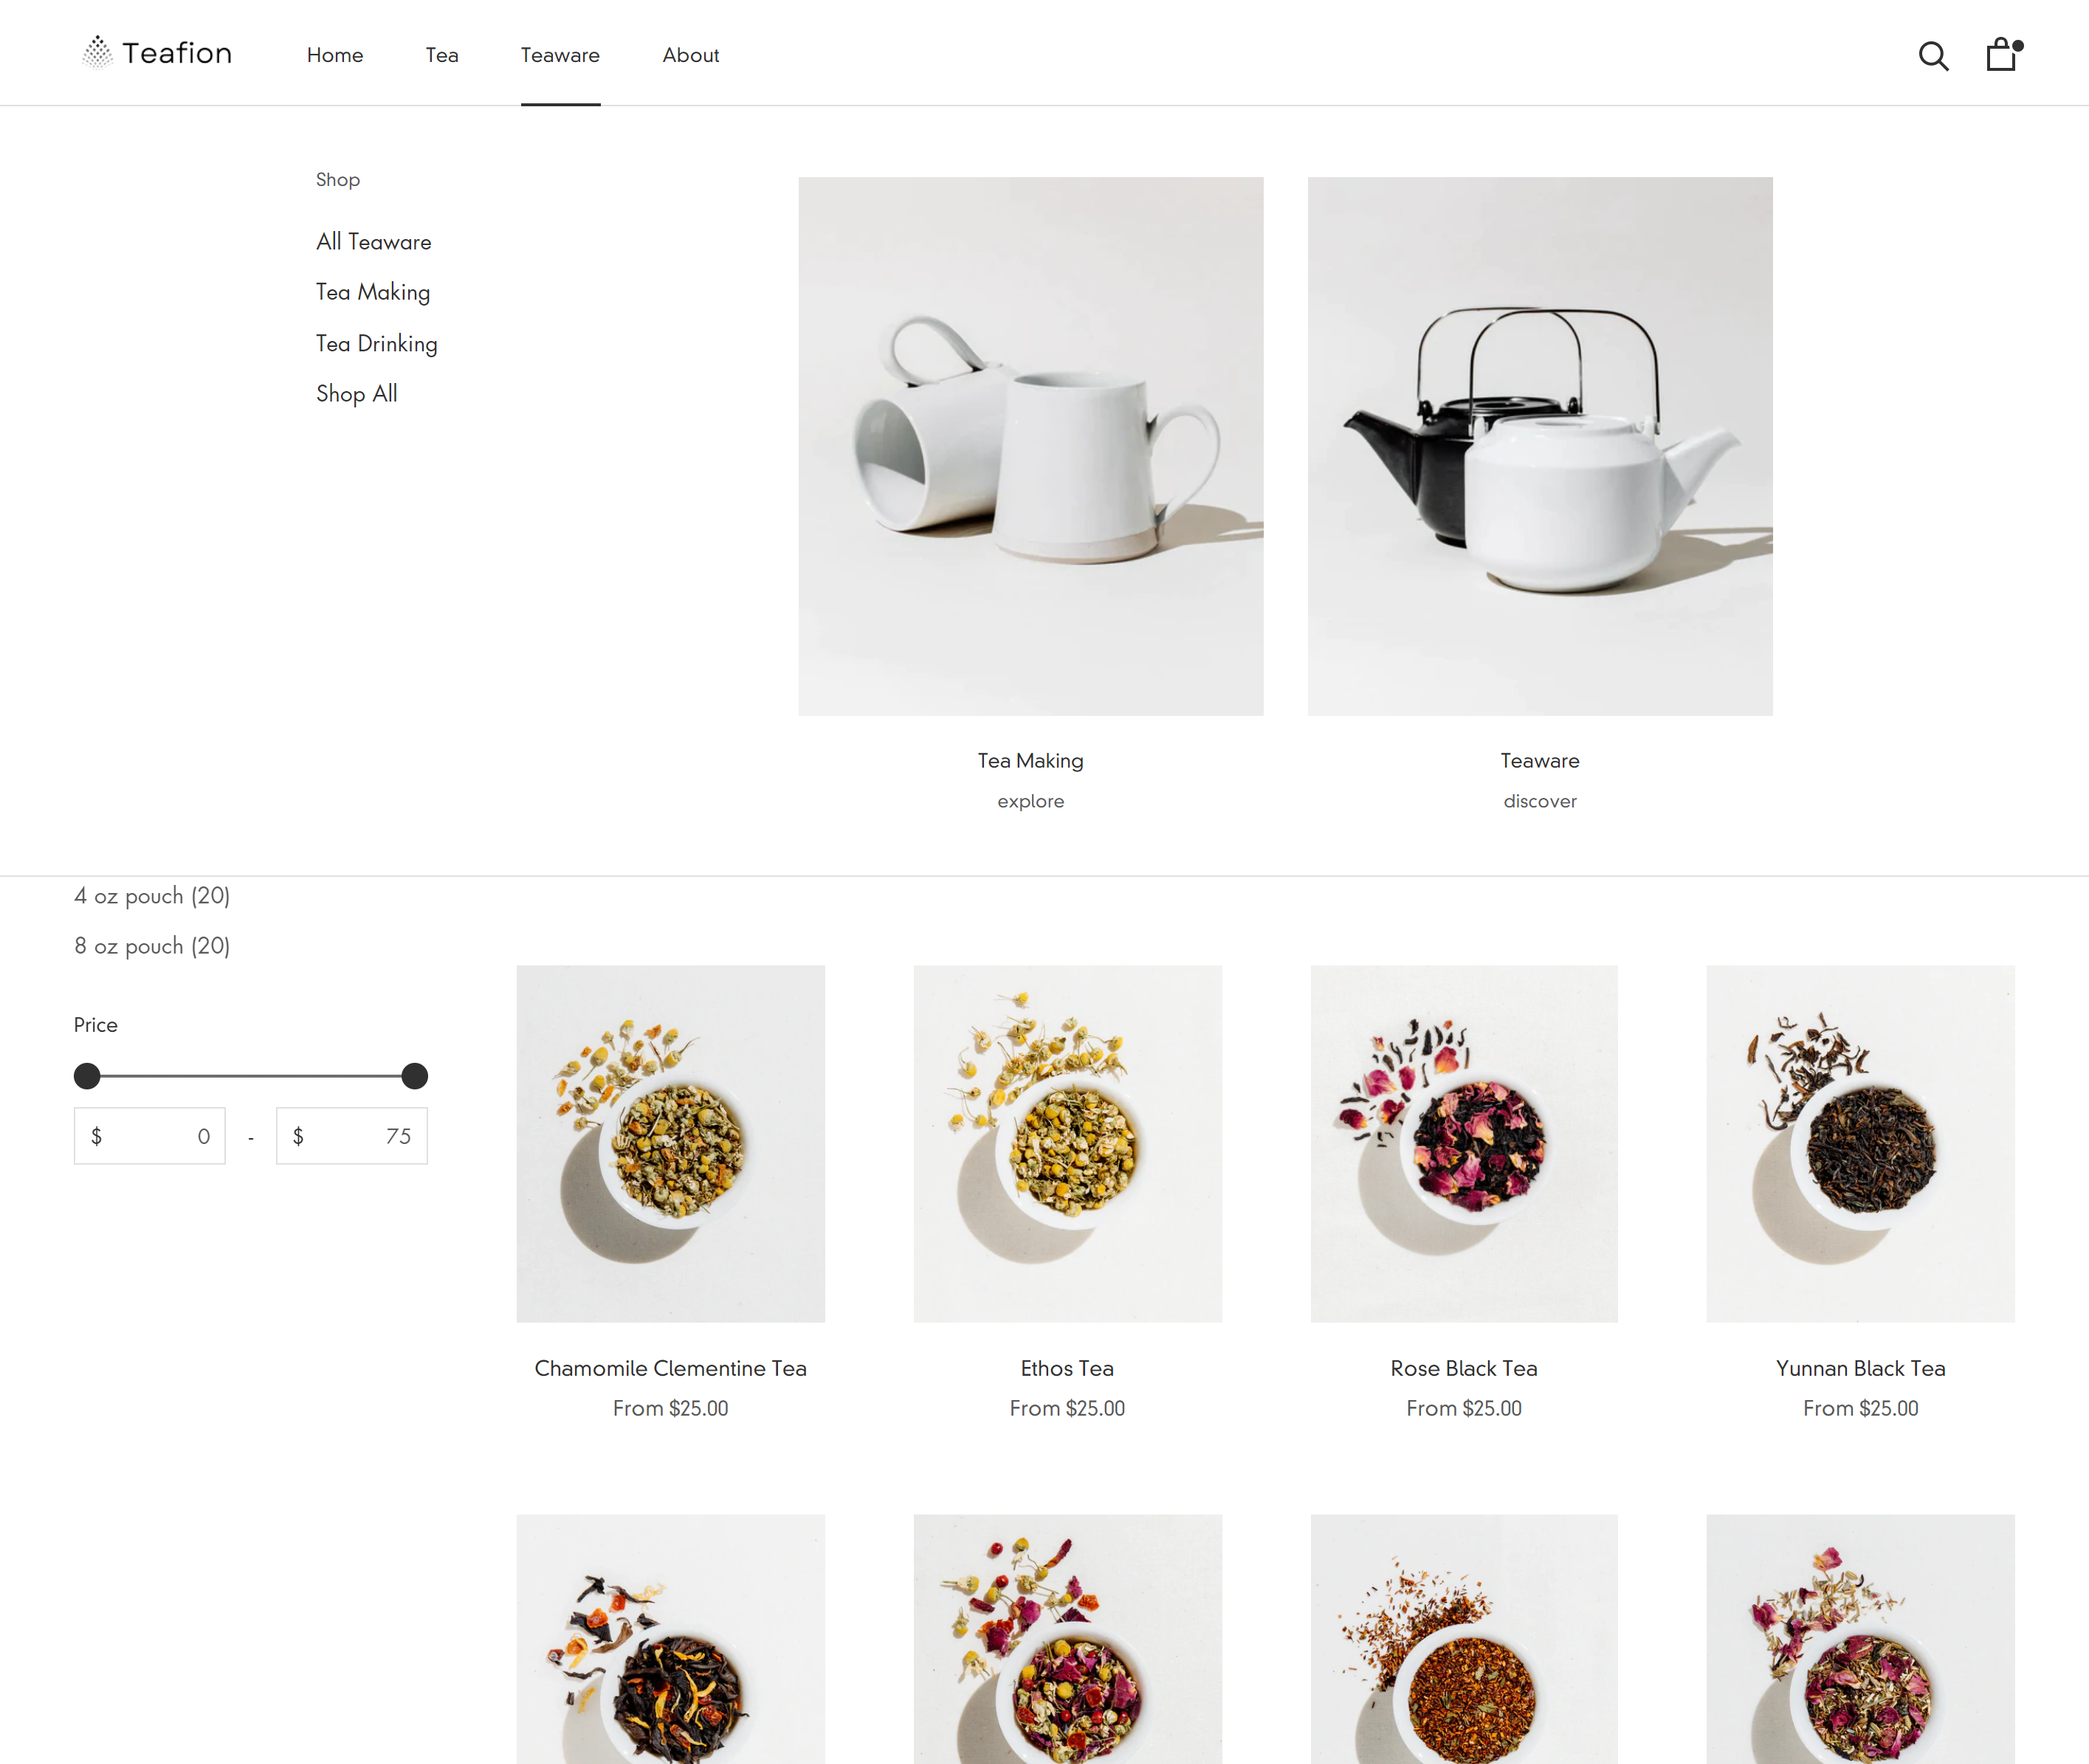 Teafion
Home
Tea
Teaware
About
Shop
All Teaware
Tea Making
Tea Drinking
Shop All
Tea Making
explore
Teaware
discover
4 oz pouch (20)
8 oz pouch (20)
Price
$ 0 - $ 75
Chamomile Clementine Tea
From $25.00
Ethos Tea
From $25.00
Rose Black Tea
From $25.00
Yunnan Black Tea
From $25.00